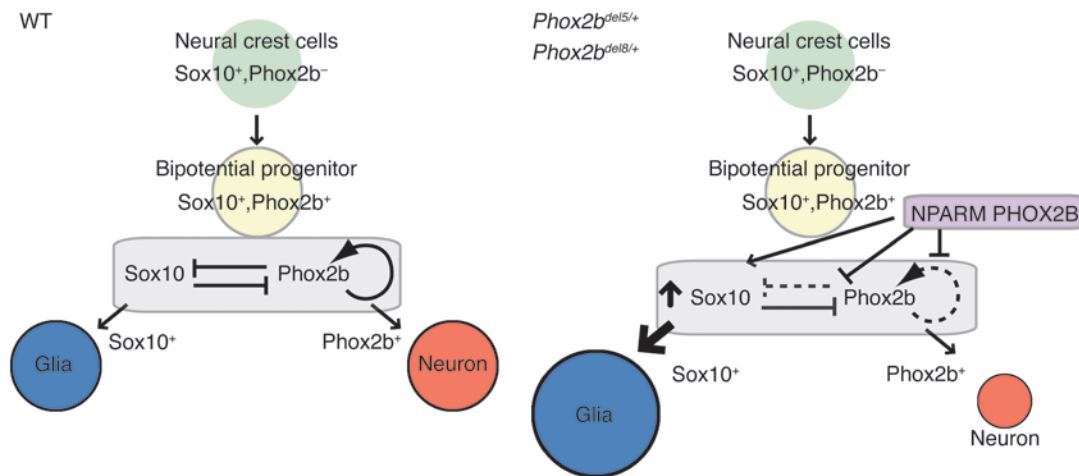 WT
Neural crest cells
Sox10⁺,Phox2b⁻
Bipotential progenitor
Sox10⁺,Phox2b⁺
Sox10
Phox2b
Sox10⁺
Phox2b⁺
Glia
Neuron
Phox2b^del5/+
Phox2b^del8/+
Neural crest cells
Sox10⁺,Phox2b⁻
Bipotential progenitor
Sox10⁺,Phox2b⁺
NPARM PHOX2B
Sox10
Phox2b
Sox10⁺
Phox2b⁺
Glia
Neuron